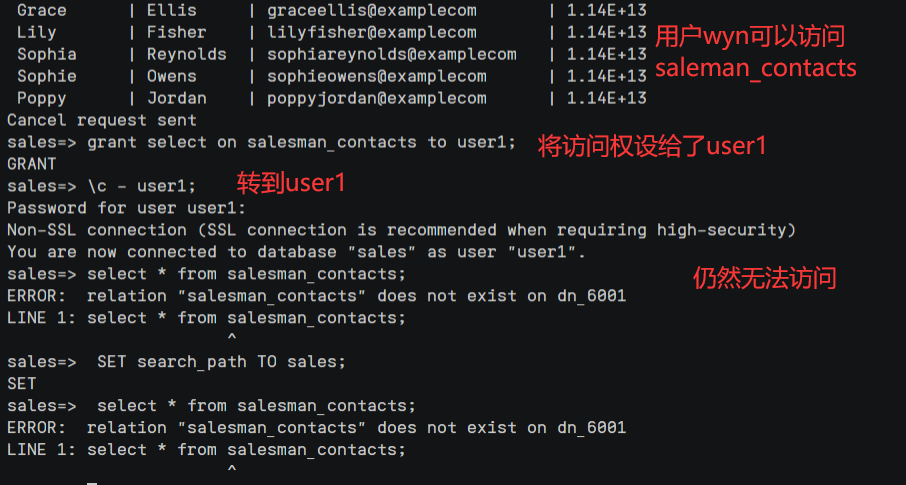 Grace | Ellis | graceellis@examplecom | 1.14E+13
Lily | Fisher | lilyfisher@examplecom | 1.14E+13
Sophia | Reynolds | sophiareynolds@examplecom | 1.14E+13
Sophie | Owens | sophieowens@examplecom | 1.14E+13
Poppy | Jordan | poppyjordan@examplecom | 1.14E+13
用户wyn可以访问
saleman_contacts
Cancel request sent
sales=> grant select on salesman_contacts to user1;
将访问权设给了user1
GRANT
sales=> \c - user1;
转到user1
Password for user user1:
Non-SSL connection (SSL connection is recommended when requiring high-security)
You are now connected to database "sales" as user "user1".
sales=> select * from salesman_contacts;
仍然无法访问
ERROR:  relation "salesman_contacts" does not exist on dn_6001
LINE 1: select * from salesman_contacts;
^
sales=>  SET search_path TO sales;
SET
sales=>  select * from salesman_contacts;
ERROR:  relation "salesman_contacts" does not exist on dn_6001
LINE 1: select * from salesman_contacts;
^